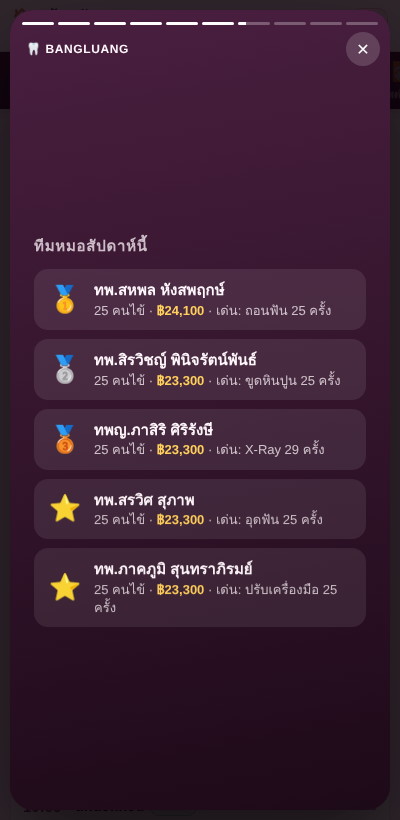 BANGLUANG
ทีมหมอสัปดาห์นี้
ทพ.สหพล หังสพฤกษ์
25 คนไข้ · ฿24,100 · เด่น: ถอนฟัน 25 ครั้ง
ทพ.สิรวิชญ์ พินิจรัตน์พันธ์
25 คนไข้ · ฿23,300 · เด่น: ขูดหินปูน 25 ครั้ง
ทพญ.ภาสิริ ศิริรังษี
25 คนไข้ · ฿23,300 · เด่น: X-Ray 29 ครั้ง
ทพ.สรวิศ สุภาพ
25 คนไข้ · ฿23,300 · เด่น: อุดฟัน 25 ครั้ง
ทพ.ภาคภูมิ สุนทราภิรมย์
25 คนไข้ · ฿23,300 · เด่น: ปรับเครื่องมือ 25
ครั้ง